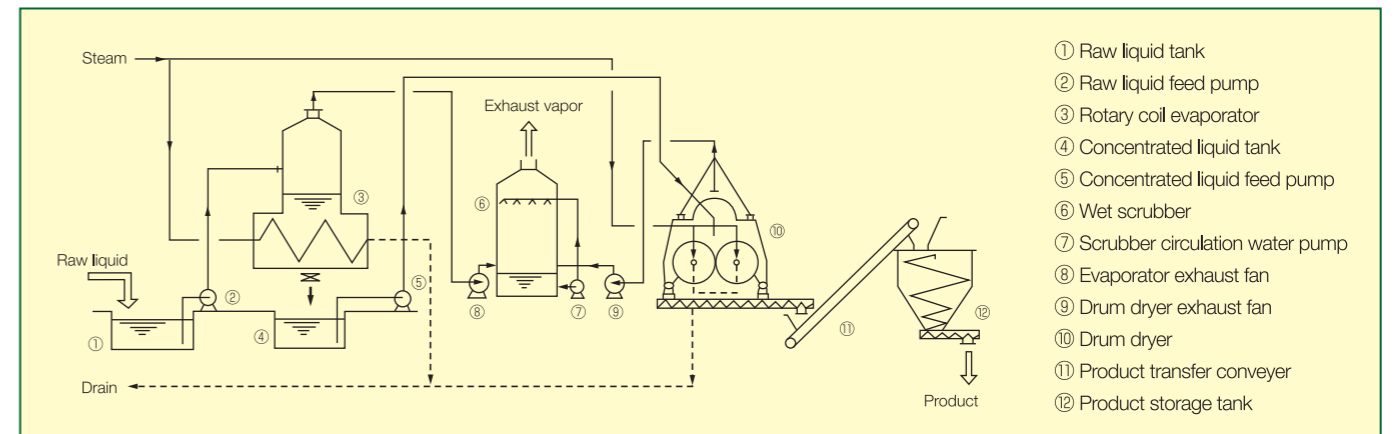 Steam
Exhaust vapor
③
⑥
⑩
Raw liquid
②
⑤
①
④
⑧
⑦
⑨
⑪
⑫
Drain
Product
① Raw liquid tank
② Raw liquid feed pump
③ Rotary coil evaporator
④ Concentrated liquid tank
⑤ Concentrated liquid feed pump
⑥ Wet scrubber
⑦ Scrubber circulation water pump
⑧ Evaporator exhaust fan
⑨ Drum dryer exhaust fan
⑩ Drum dryer
⑪ Product transfer conveyer
⑫ Product storage tank